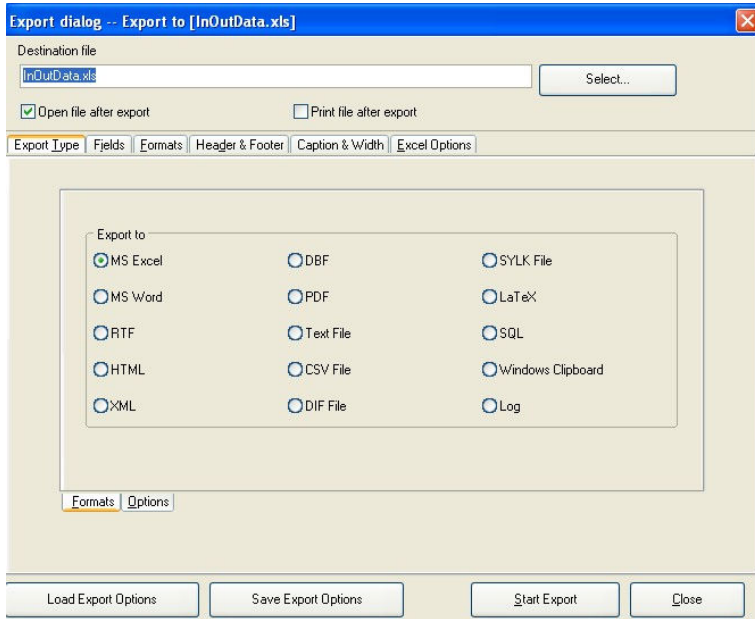 Export dialog -- Export to [InOutData.xls]
Destination file
InOutData.xls
Select...
Open file after export Print file after export
Export Type Fields Formats Header & Footer Caption & Width Excel Options
Export to
MS Excel DBF SYLK File
MS Word PDF LaTeX
RTF Text File SQL
HTML CSV File Windows Clipboard
XML DIF File Log
Formats Options
Load Export Options Save Export Options Start Export Close